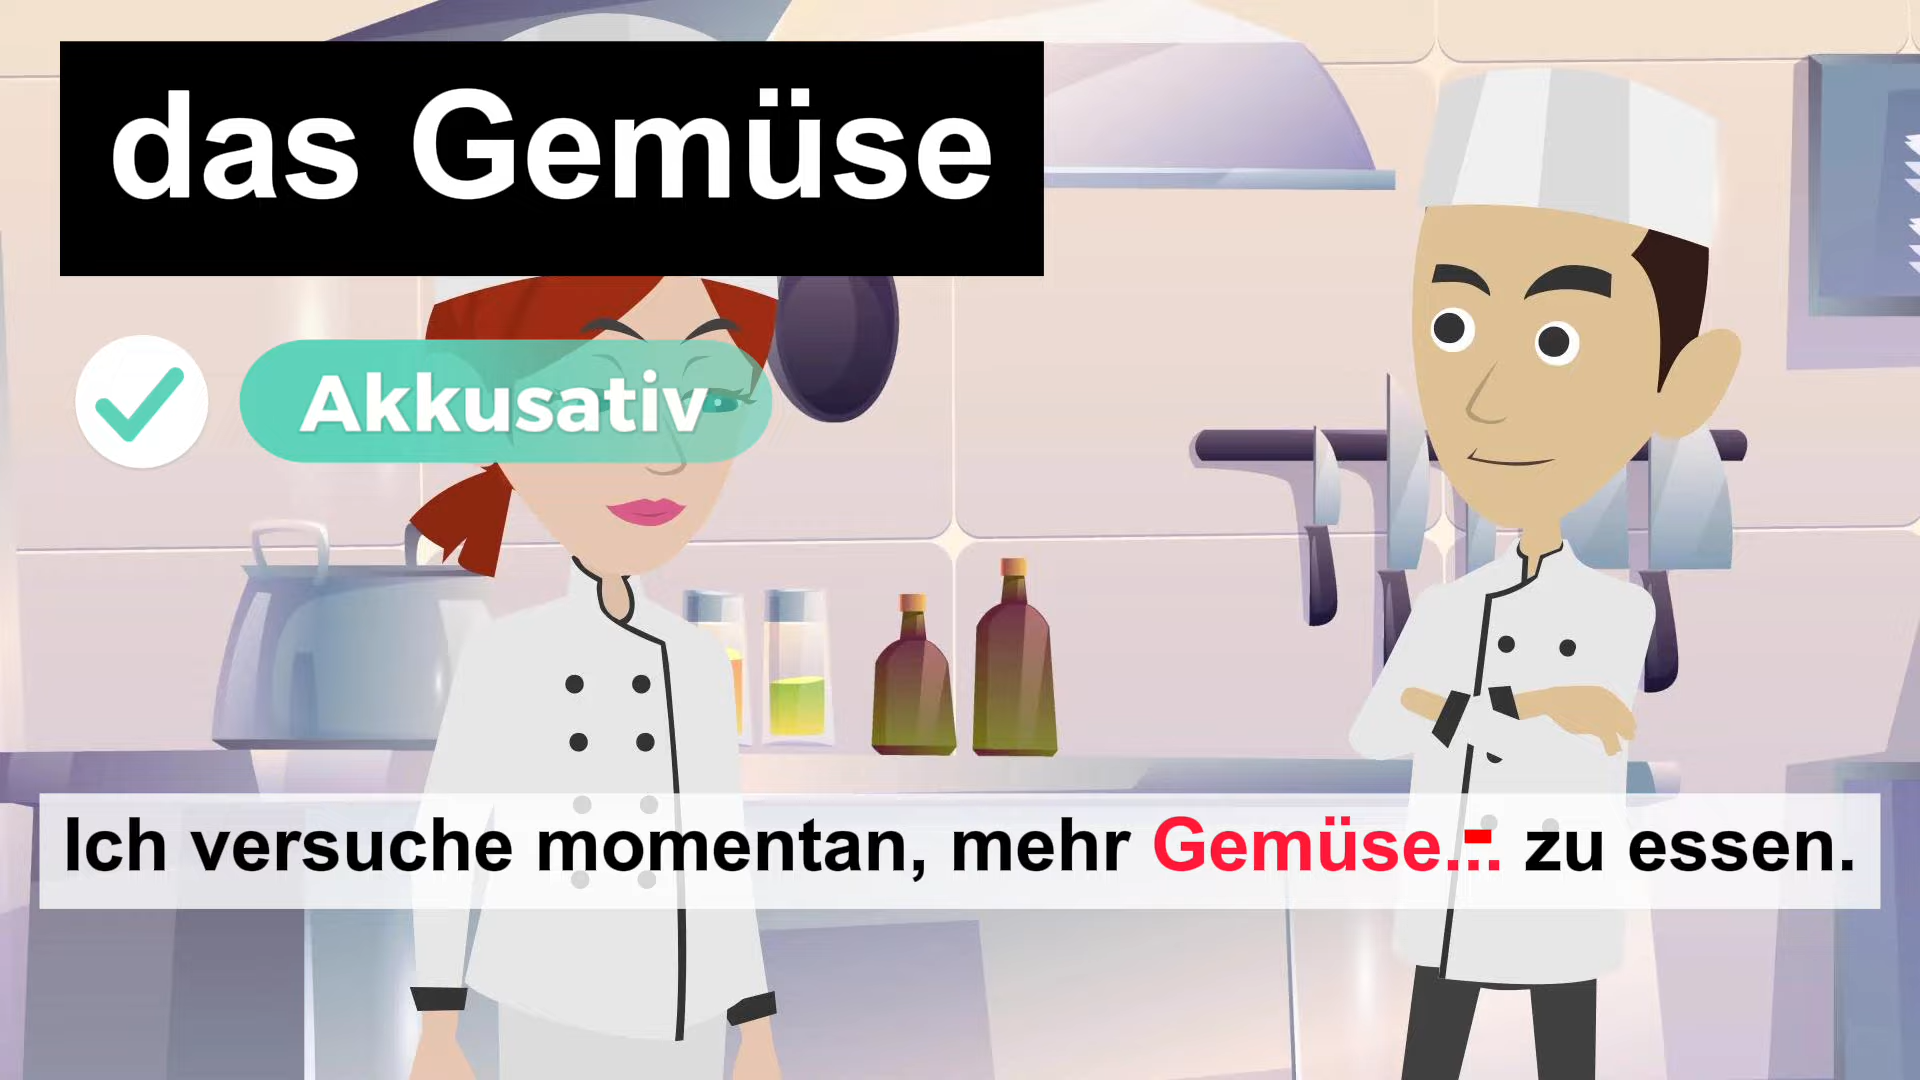 das Gemüse
Akkusativ
Ich versuche momentan, mehr Gemüse... zu essen.